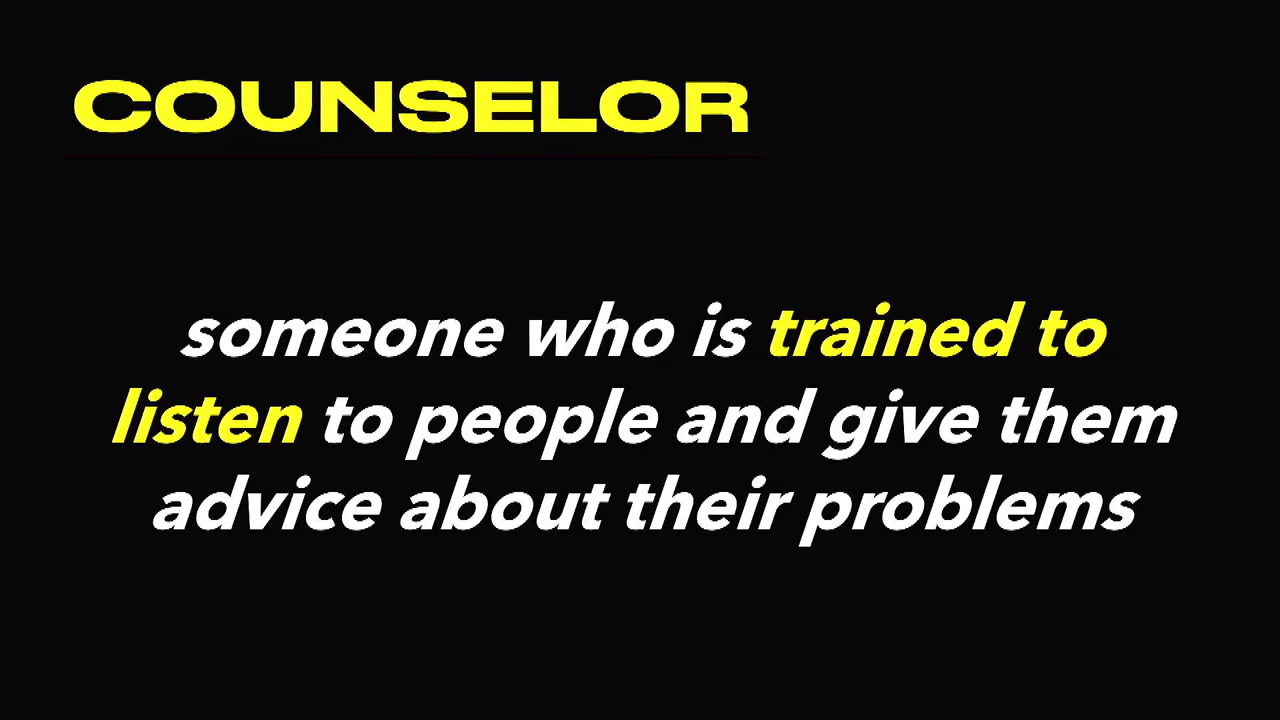 COUNSELOR
someone who is trained to
listen to people and give them
advice about their problems